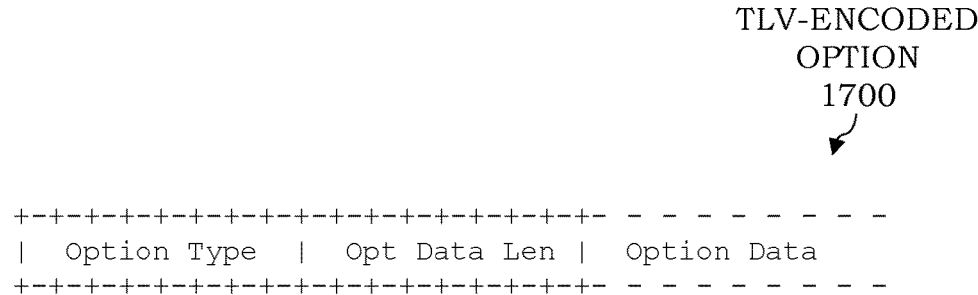 TLV-ENCODED
OPTION
1700
+-+-+-+-+-+-+-+-+-+-+-+-+-+-+-+-+- - - - - - - - -
|  Option Type  |  Opt Data Len |  Option Data
+-+-+-+-+-+-+-+-+-+-+-+-+-+-+-+-+- - - - - - - - -